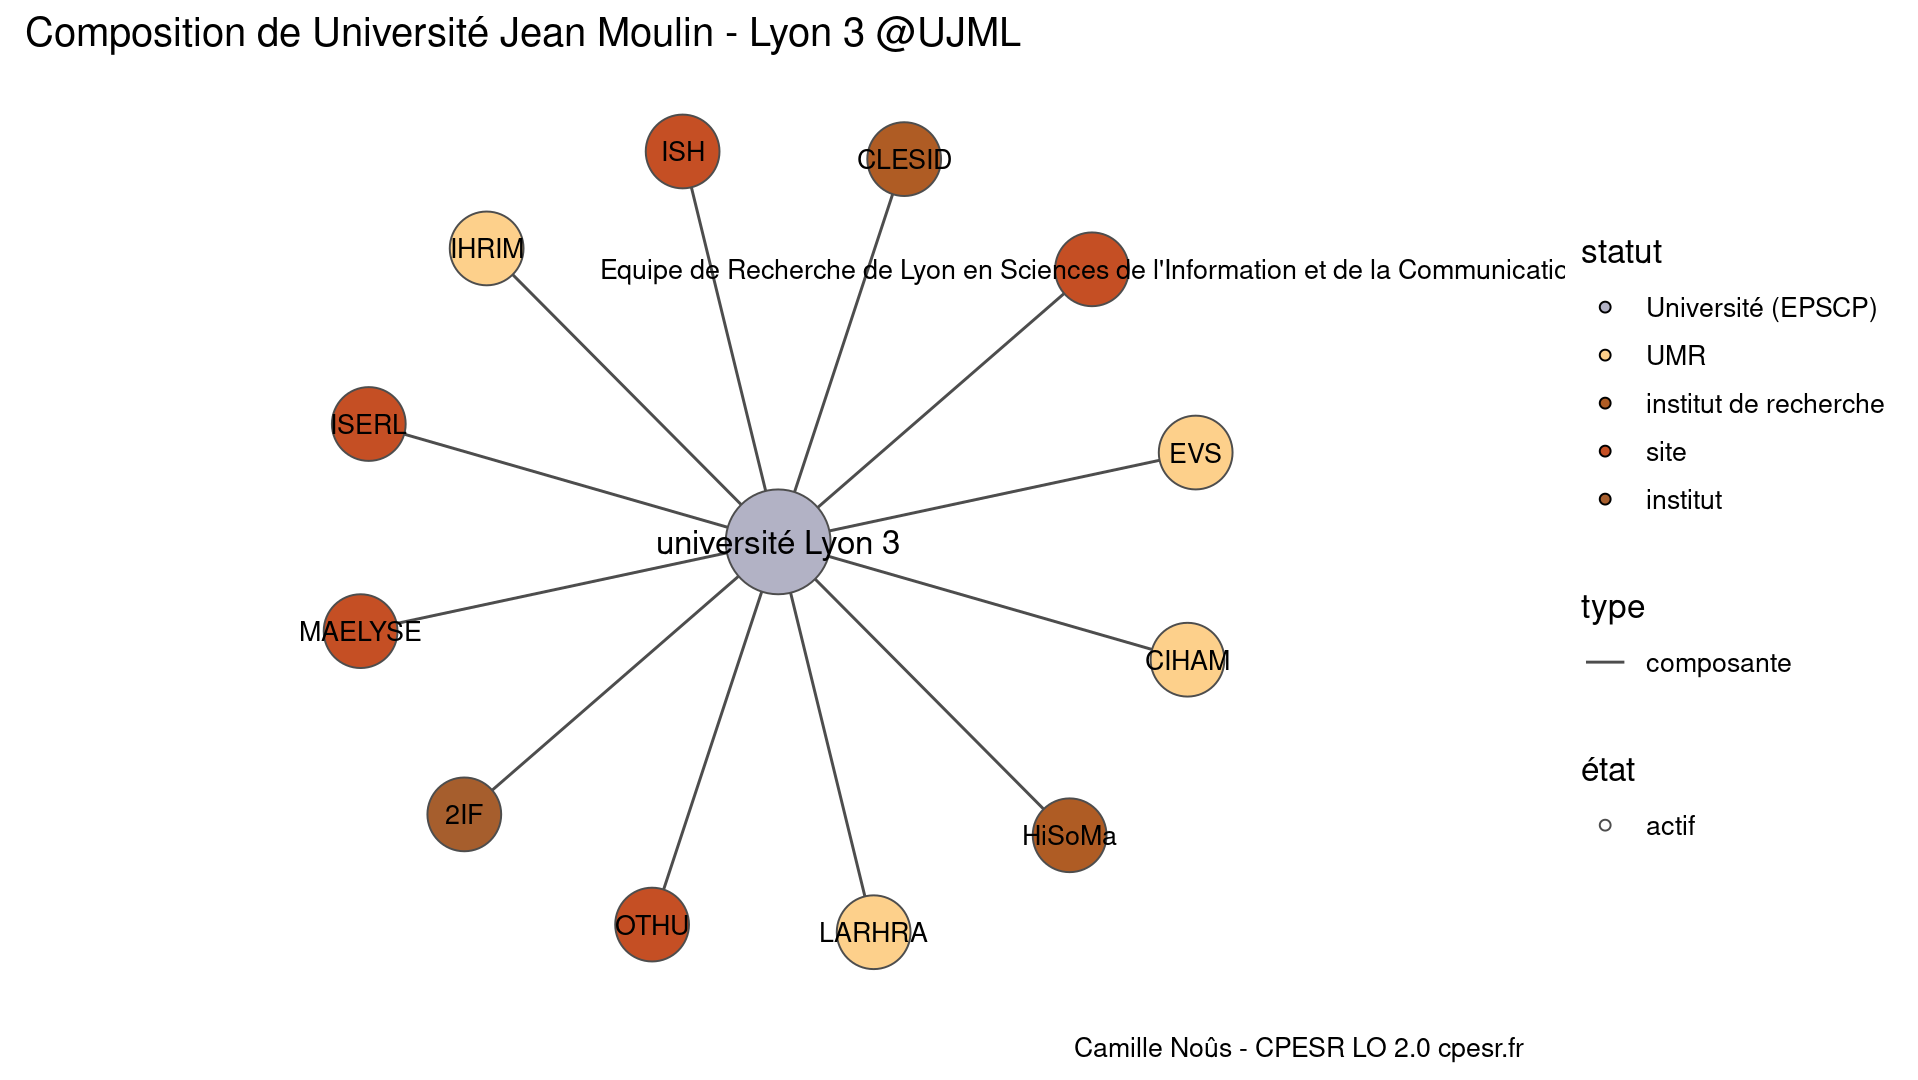 Composition de Université Jean Moulin - Lyon 3 @UJML
ISH
CLESID
IHRIM
Equipe de Recherche de Lyon en Sciences de l'Information et de la Communicatio
ISERL
EVS
université Lyon 3
MAELYSE
CIHAM
2IF
HiSoMa
OTHU
LARHRA
statut
Université (EPSCP)
UMR
institut de recherche
site
institut
type
composante
état
actif
Camille Noûs - CPESR LO 2.0 cpesr.fr